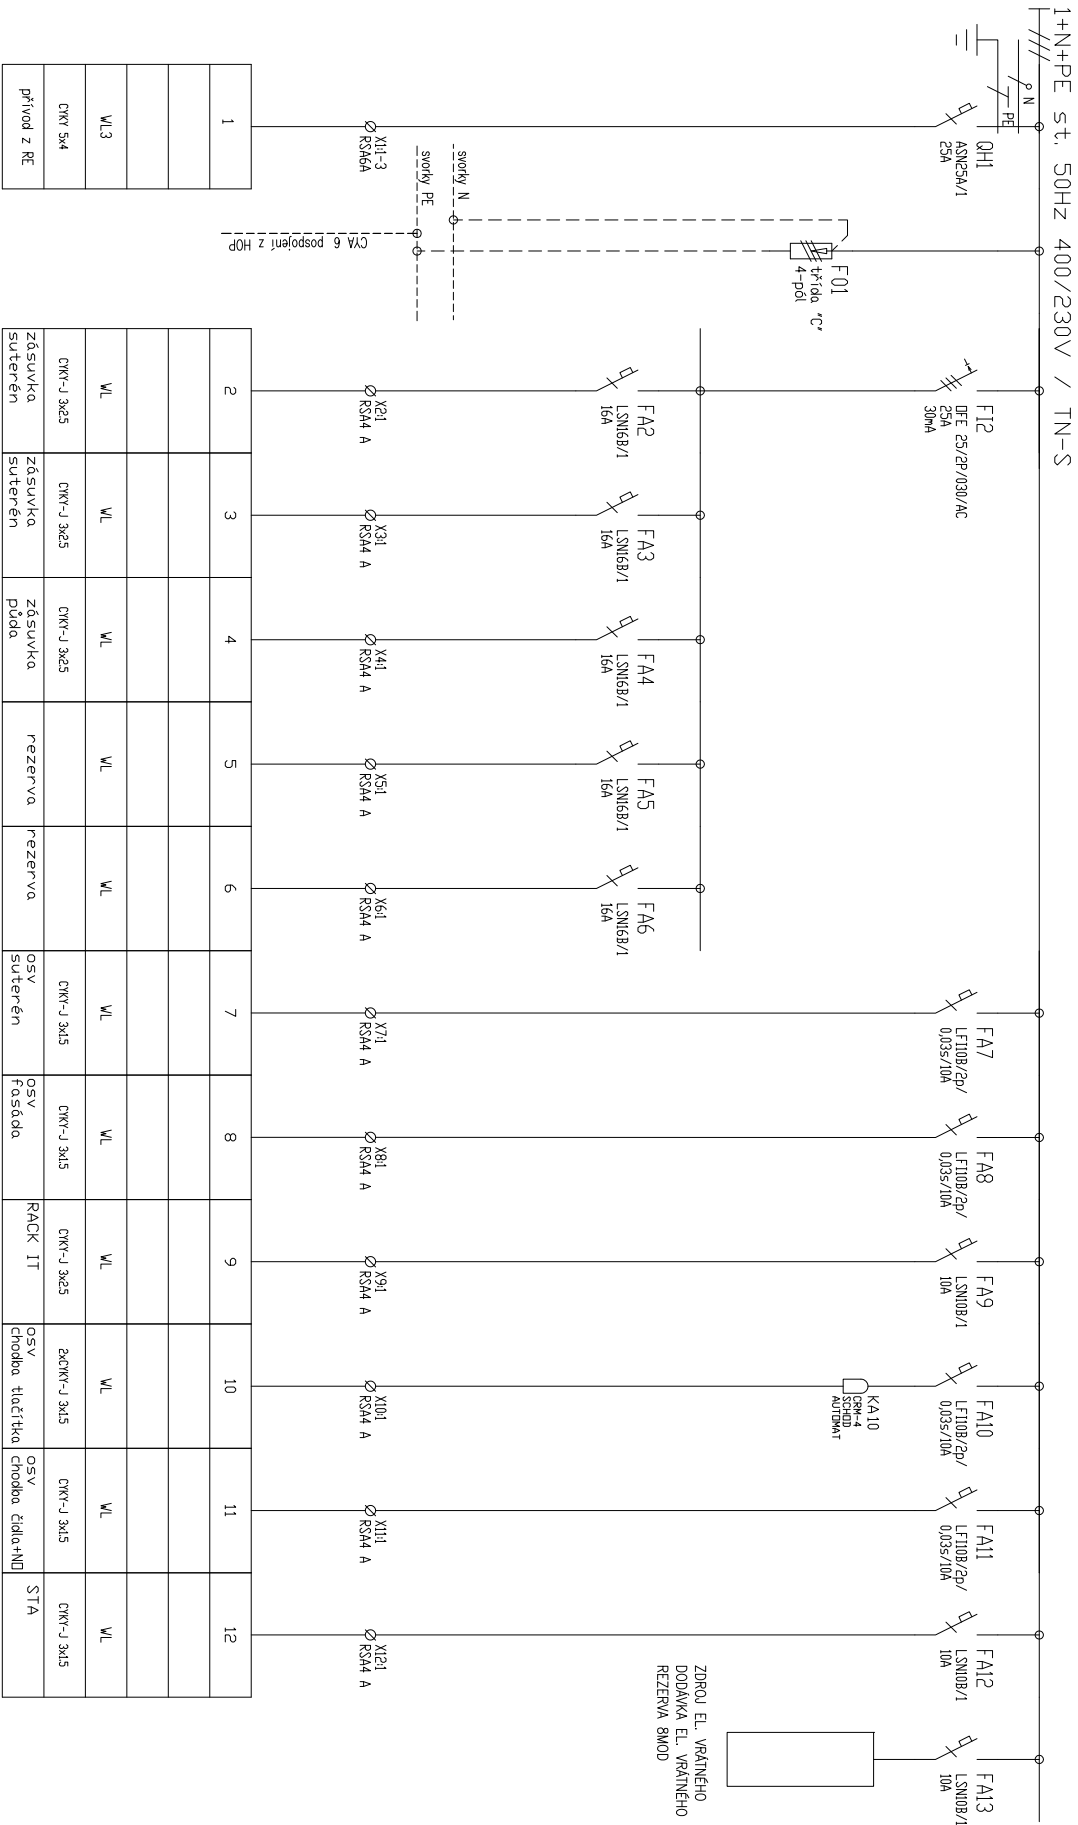 1+N+PE st. 50Hz 400/230V / TN-S
N
PE
QH1
ASN25A/1
25A
X1:1-3
RSA6A
1
WL3
CYKY 5x4
přívod z RE
F01
třída "C"
4-pól
svorky N
svorky PE
CYA 6 pospojení z HOP
FI2
OFE 25/2P/030/AC
25A
30mA
FA2
LSN16B/1
16A
X2:1
RSA4 A
2
WL
CYKY-J 3x2.5
zásuvka
suterén
FA3
LSN16B/1
16A
X3:1
RSA4 A
3
WL
CYKY-J 3x2.5
zásuvka
suterén
FA4
LSN16B/1
16A
X4:1
RSA4 A
4
WL
CYKY-J 3x2.5
zásuvka
půda
FA5
LSN16B/1
16A
X5:1
RSA4 A
5
WL
rezerva
FA6
LSN16B/1
16A
X6:1
RSA4 A
6
WL
rezerva
FA7
LFI10B/2p/
0,03s/10A
X7:1
RSA4 A
7
WL
CYKY-J 3x1.5
osv
suterén
FA8
LFI10B/2p/
0,03s/10A
X8:1
RSA4 A
8
WL
CYKY-J 3x1.5
osv
fasáda
FA9
LSN10B/1
10A
X9:1
RSA4 A
9
WL
CYKY-J 3x2.5
RACK IT
FA10
LFI10B/2p/
0,03s/10A
KA10
CRM-4
SCHOD
AUTOMAT
X10:1
RSA4 A
10
WL
2xCYKY-J 3x1.5
osv
chodba tlačítka
FA11
LFI10B/2p/
0,03s/10A
X11:1
RSA4 A
11
WL
CYKY-J 3x1.5
osv
chodba čidla+NO
FA12
LSN10B/1
10A
X12:1
RSA4 A
12
WL
CYKY-J 3x1.5
STA
FA13
LSN10B/1
10A
ZDROJ EL. VRÁTNÉHO
DODÁVKA EL. VRÁTNÉHO
REZERVA 8MOD